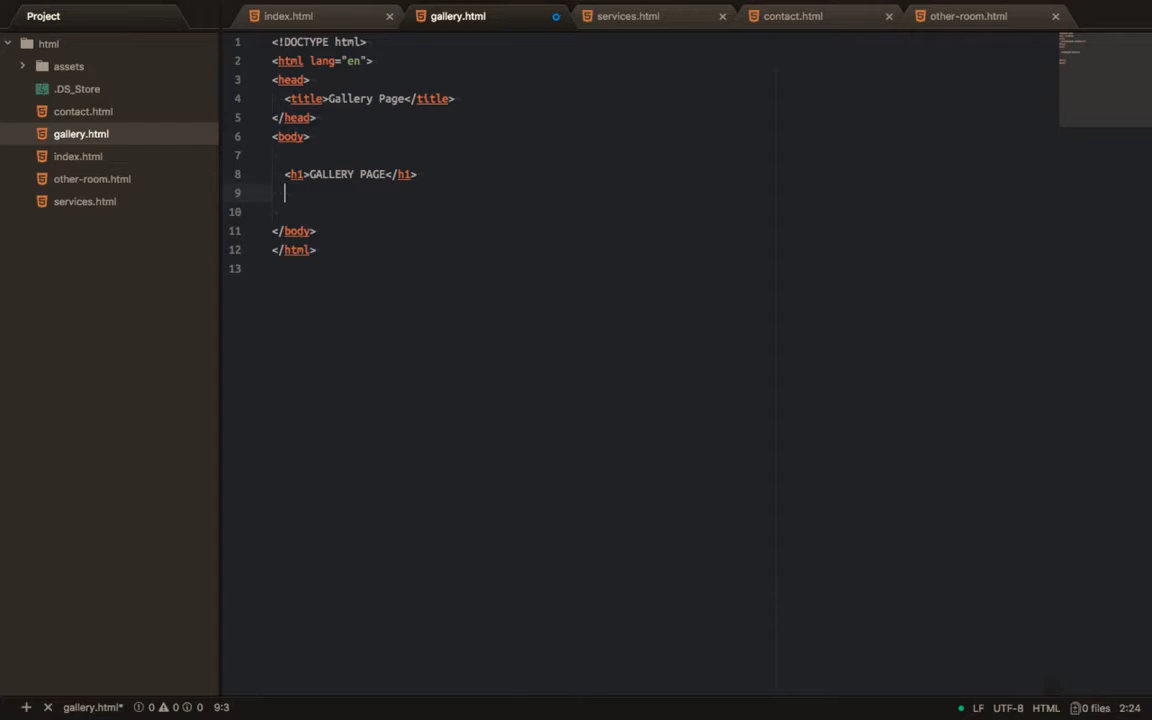 Project
index.html
gallery.html
services.html
contact.html
other-room.html
html
assets
.DS_Store
contact.html
gallery.html
index.html
other-room.html
services.html
1 <!DOCTYPE html>
2 <html lang="en">
3 <head>
4 <title>Gallery Page</title>
5 </head>
6 <body>
7
8 <h1>GALLERY PAGE</h1>
9
10
11 </body>
12 </html>
13
gallery.html* 0 0 0 9:3
LF UTF-8 HTML 0 files 2:24